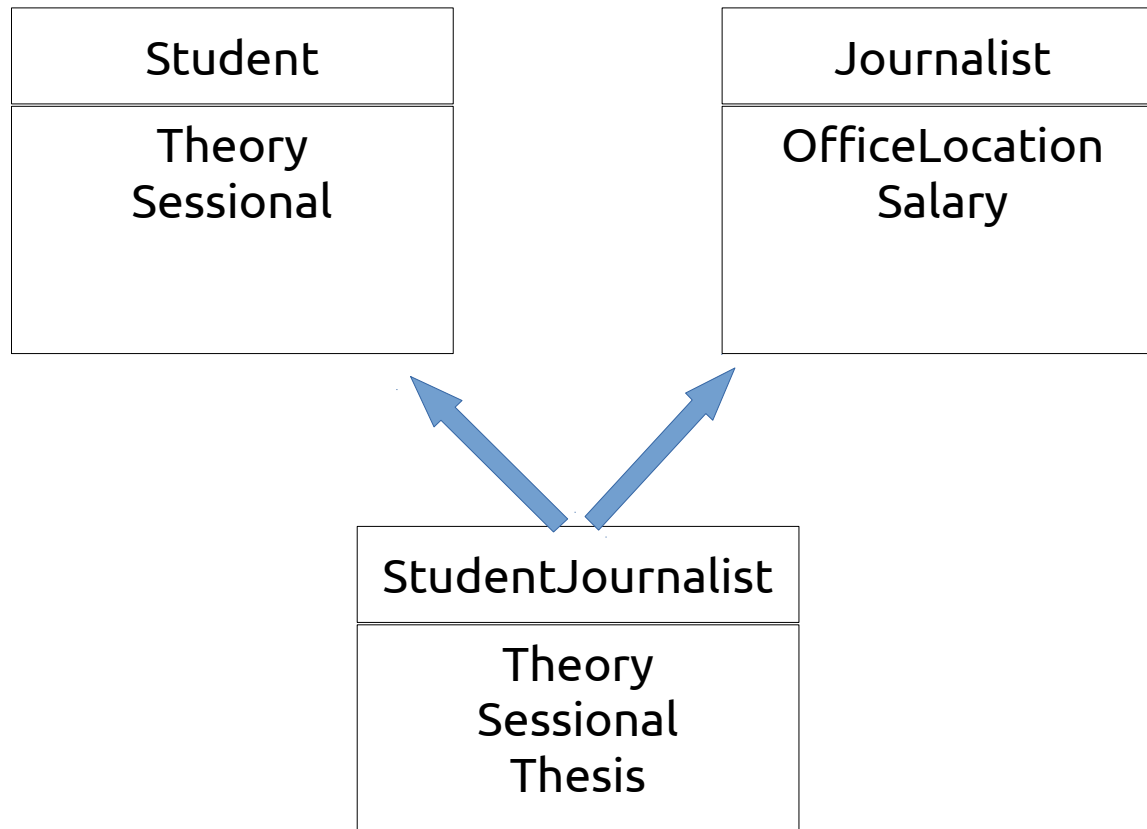 Student
Theory
Sessional
Journalist
OfficeLocation
Salary
StudentJournalist
Theory
Sessional
Thesis